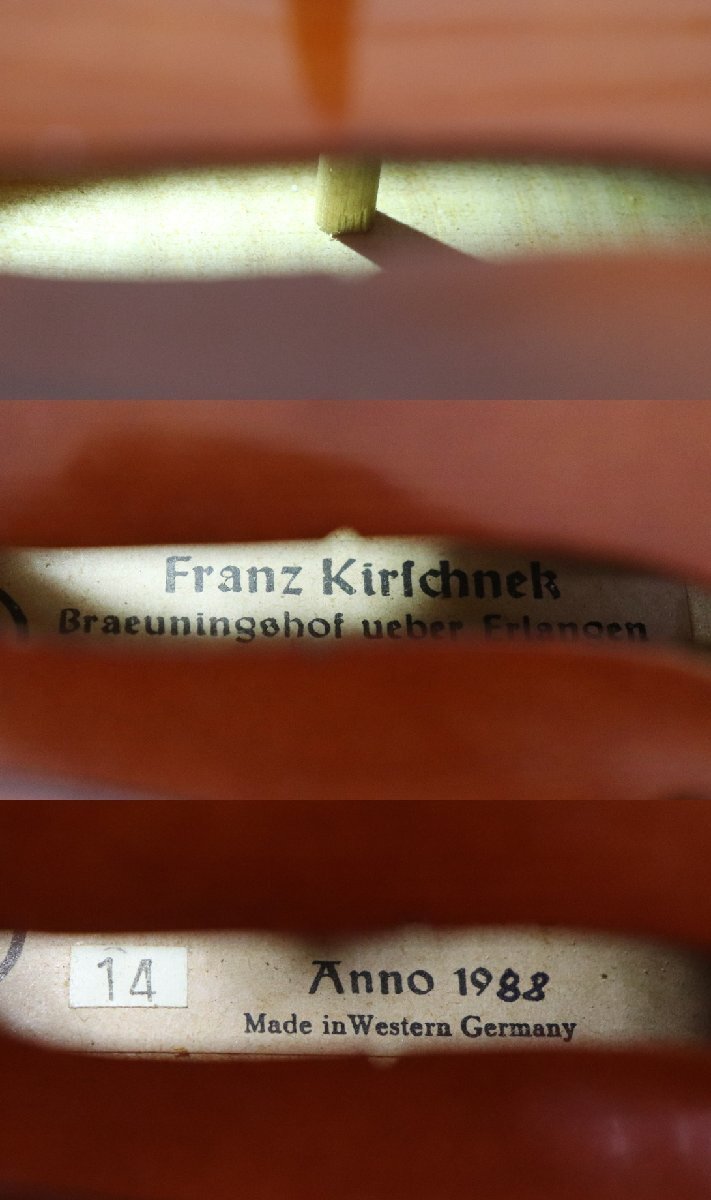 Franz Kirſchnek
Braeuningshof ueber Erlangen
14
Anno 1988
Made in Western Germany